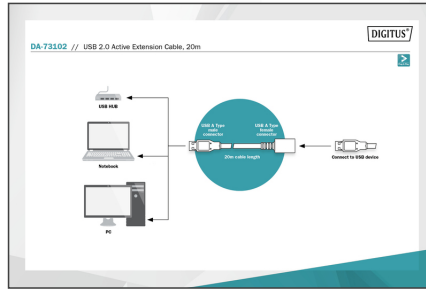 DIGITUS®
DA-73102 // USB 2.0 Active Extension Cable, 20m
USB HUB
USB A Type
male
connector
USB A Type
female
connector
Notebook
20m cable length
Connect to USB device
PC